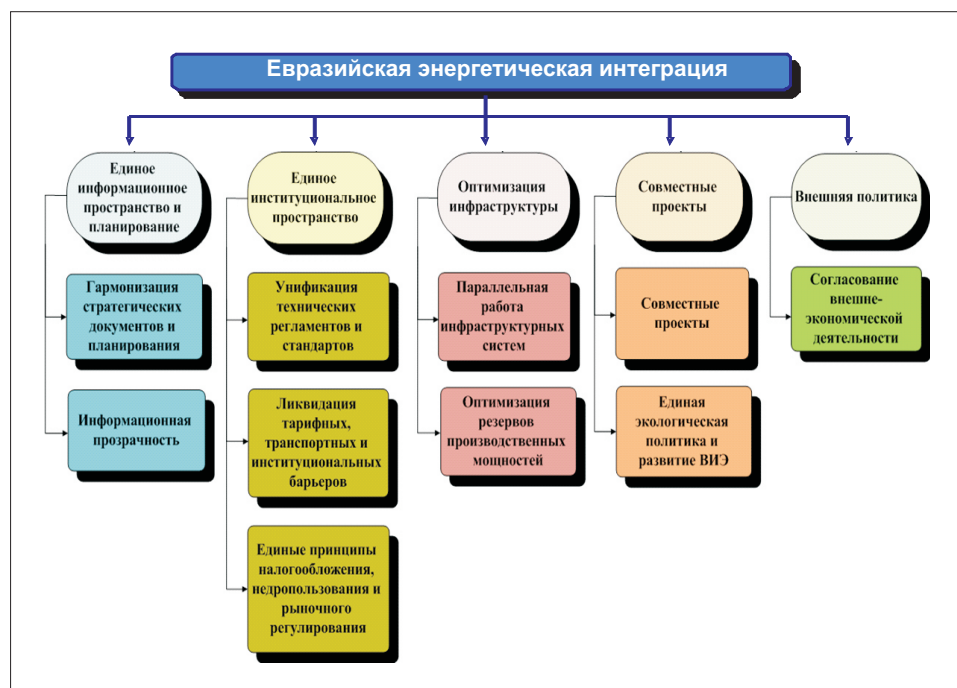 Евразийская энергетическая интеграция
Единое
информационное
пространство и
планирование
Гармонизация
стратегических
документов и
планирования
Информационная
прозрачность
Единое
институциональное
пространство
Унификация
технических
регламентов и
стандартов
Ликвидация
тарифных,
транспортных и
институциональных
барьеров
Единые принципы
налогообложения,
недропользования и
рыночного
регулирования
Оптимизация
инфраструктуры
Параллельная
работа
инфраструктурных
систем
Оптимизация
резервов
производственных
мощностей
Совместные
проекты
Совместные
проекты
Единая
экологическая
политика и
развитие ВИЭ
Внешняя политика
Согласование
внешне-
экономической
деятельности